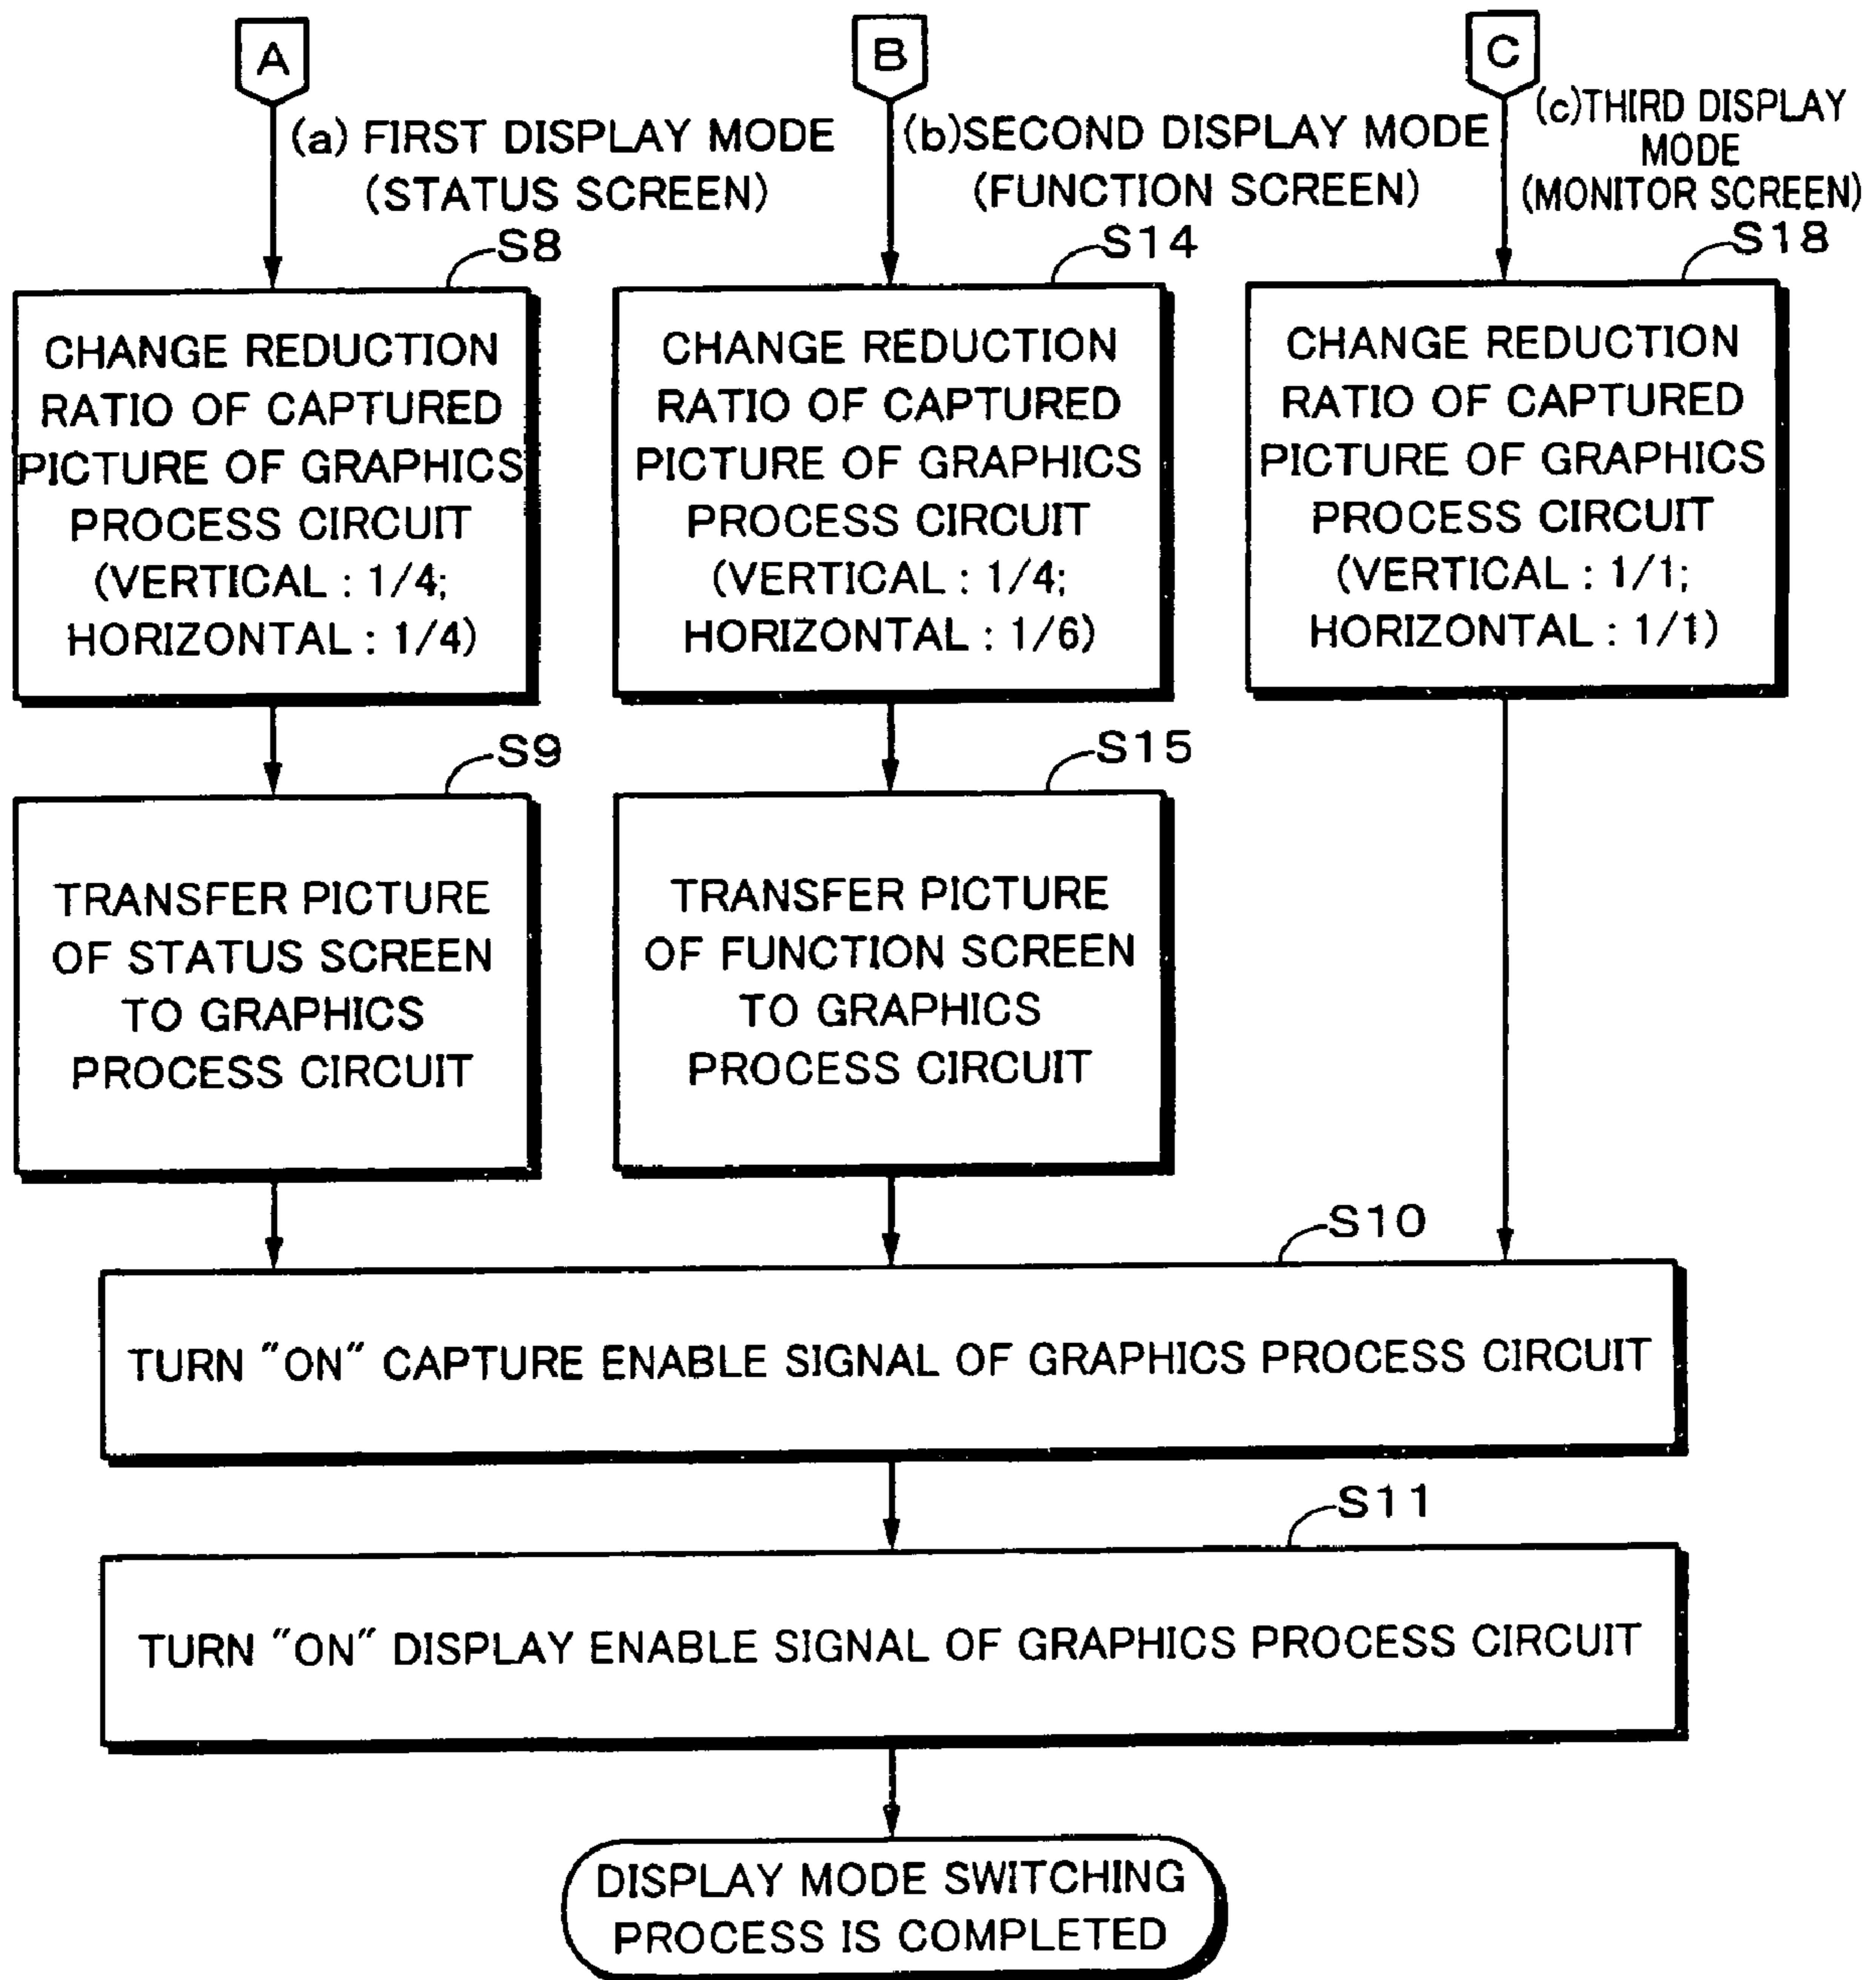 A
B
C
(a) FIRST DISPLAY MODE
(STATUS SCREEN)
(b)SECOND DISPLAY MODE
(FUNCTION SCREEN)
(c)THIRD DISPLAY
MODE
(MONITOR SCREEN)
S8
CHANGE REDUCTION
RATIO OF CAPTURED
PICTURE OF GRAPHICS
PROCESS CIRCUIT
(VERTICAL : 1/4;
HORIZONTAL : 1/4)
S14
CHANGE REDUCTION
RATIO OF CAPTURED
PICTURE OF GRAPHICS
PROCESS CIRCUIT
(VERTICAL : 1/4;
HORIZONTAL : 1/6)
S18
CHANGE REDUCTION
RATIO OF CAPTURED
PICTURE OF GRAPHICS
PROCESS CIRCUIT
(VERTICAL : 1/1;
HORIZONTAL : 1/1)
S9
TRANSFER PICTURE
OF STATUS SCREEN
TO GRAPHICS
PROCESS CIRCUIT
S15
TRANSFER PICTURE
OF FUNCTION SCREEN
TO GRAPHICS
PROCESS CIRCUIT
S10
TURN "ON" CAPTURE ENABLE SIGNAL OF GRAPHICS PROCESS CIRCUIT
S11
TURN "ON" DISPLAY ENABLE SIGNAL OF GRAPHICS PROCESS CIRCUIT
DISPLAY MODE SWITCHING
PROCESS IS COMPLETED